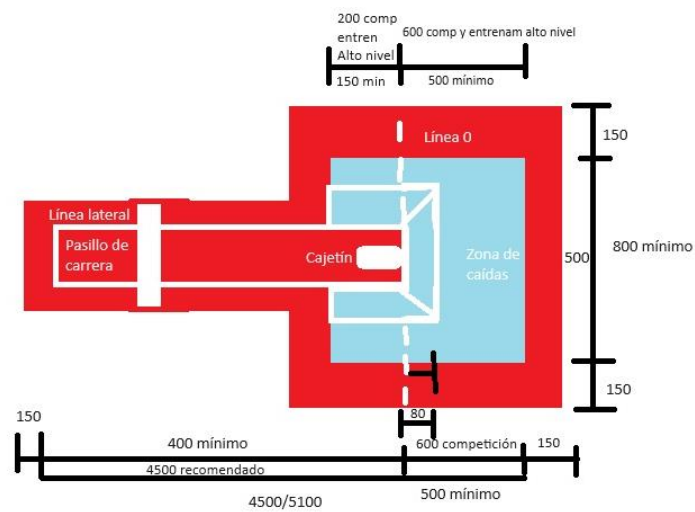 200 comp
entren
Alto nivel
600 comp y entrenam alto nivel
150 min
500 mínimo
Línea 0
150
Línea lateral
Pasillo de
carrera
Cajetín
Zona de
caídas
500
800 mínimo
150
80
150
400 mínimo
600 competición
150
4500 recomendado
500 mínimo
4500/5100